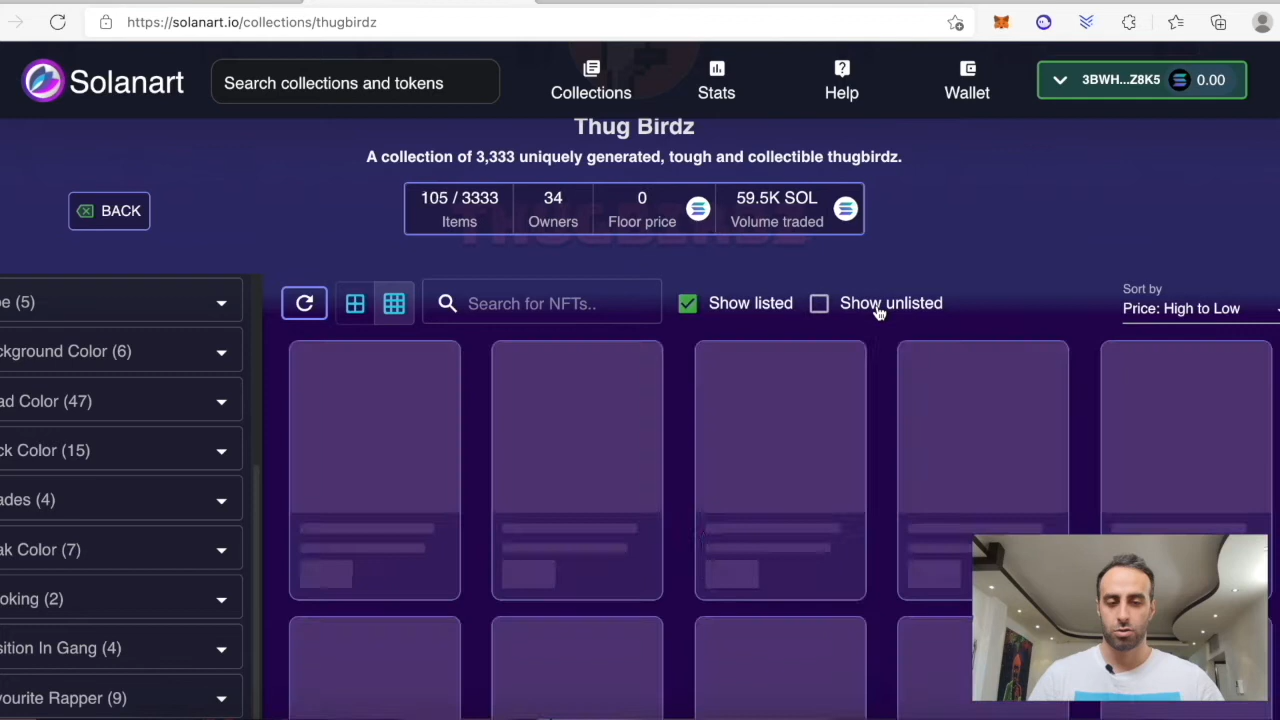 https://solanart.io/collections/thugbirdz
Solanart
Search collections and tokens
Collections
Stats
Help
Wallet
3BWH...Z8K5
0.00
Thug Birdz
A collection of 3,333 uniquely generated, tough and collectible thugbirdz.
BACK
105 / 3333
Items
34
Owners
0
Floor price
59.5K SOL
Volume traded
THUGBIRDZ
Search for NFTs..
Show listed
Show unlisted
Sort by
Price: High to Low
pe (5)
ckground Color (6)
ad Color (47)
ck Color (15)
ades (4)
ak Color (7)
oking (2)
sition In Gang (4)
vourite Rapper (9)